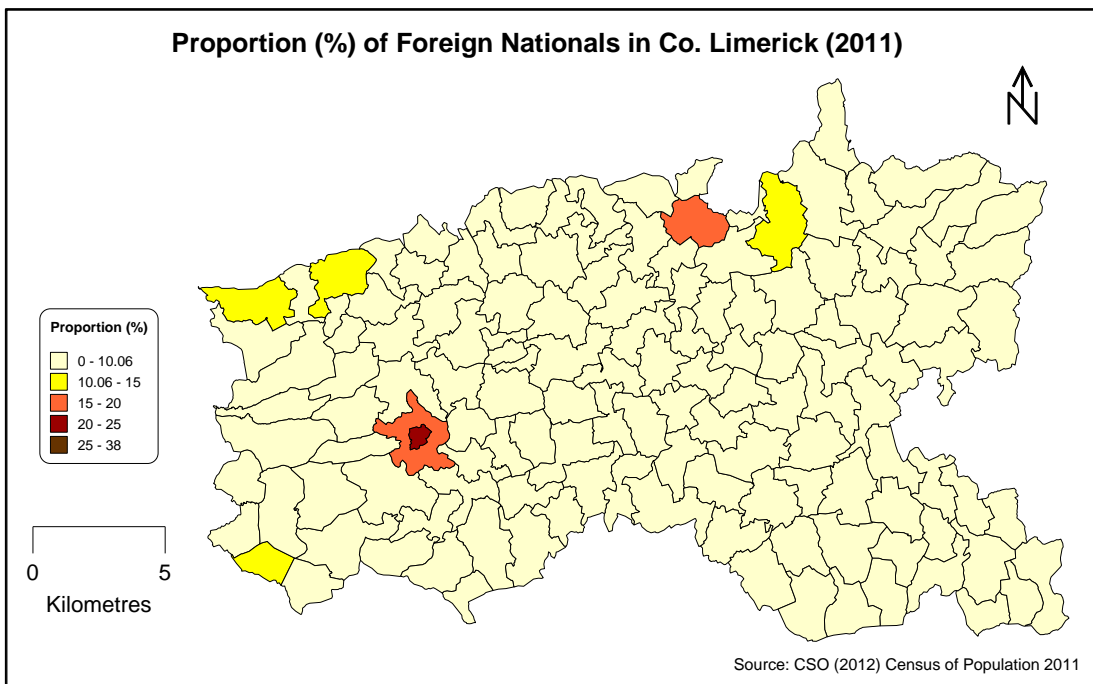 Proportion (%) of Foreign Nationals in Co. Limerick (2011)
N
Proportion (%)
0 - 10.06
10.06 - 15
15 - 20
20 - 25
25 - 38
0 5
Kilometres
Source: CSO (2012) Census of Population 2011